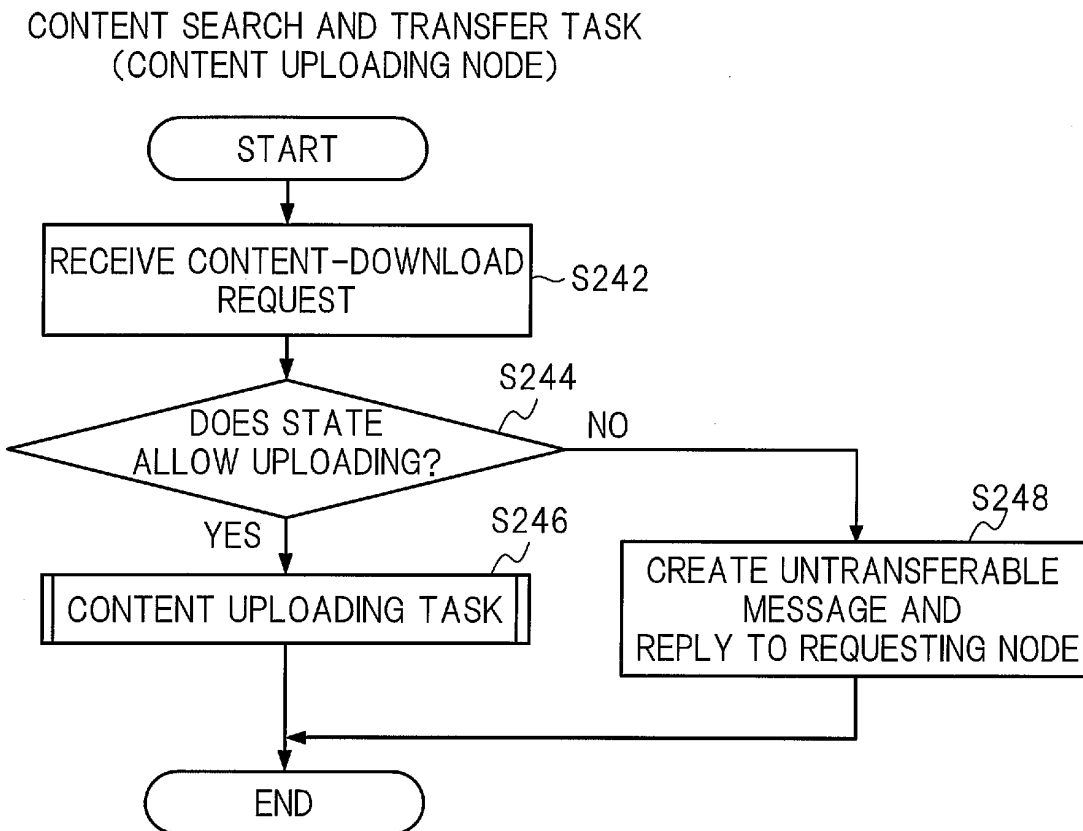 CONTENT SEARCH AND TRANSFER TASK
(CONTENT UPLOADING NODE)
START
RECEIVE CONTENT-DOWNLOAD
REQUEST
S242
S244
DOES STATE
ALLOW UPLOADING?
NO
YES
S246
S248
CONTENT UPLOADING TASK
CREATE UNTRANSFERABLE
MESSAGE AND
REPLY TO REQUESTING NODE
END